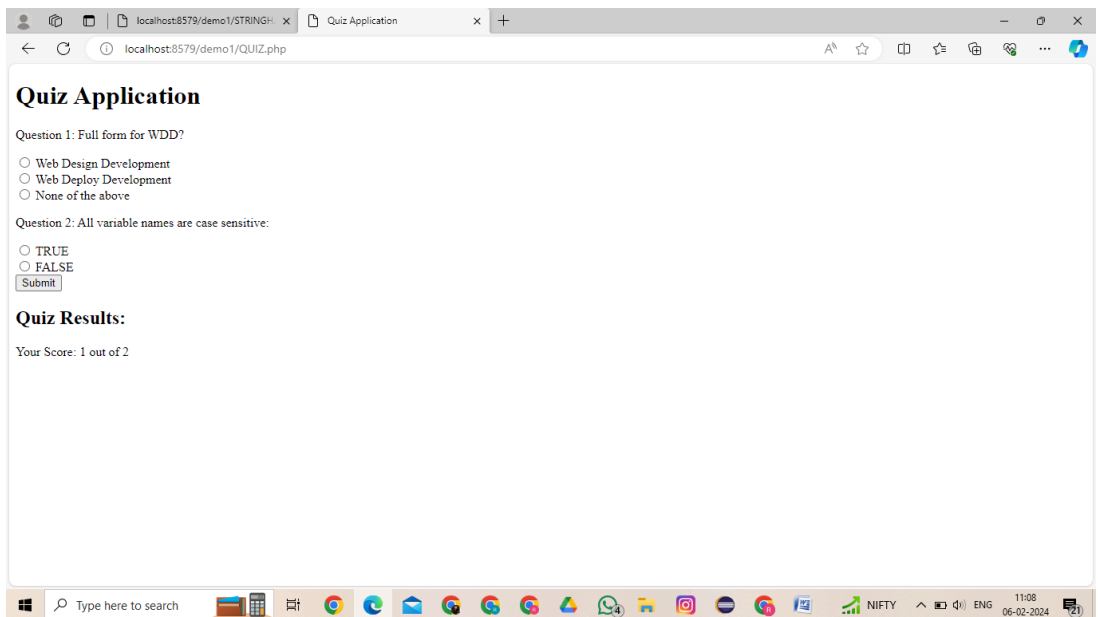 localhost:8579/demo1/STRINGH
Quiz Application
localhost:8579/demo1/QUIZ.php
Quiz Application
Question 1: Full form for WDD?
Web Design Development
Web Deploy Development
None of the above
Question 2: All variable names are case sensitive:
TRUE
FALSE
Submit
Quiz Results:
Your Score: 1 out of 2
Type here to search
4
NIFTY
ENG
11:08
06-02-2024
21